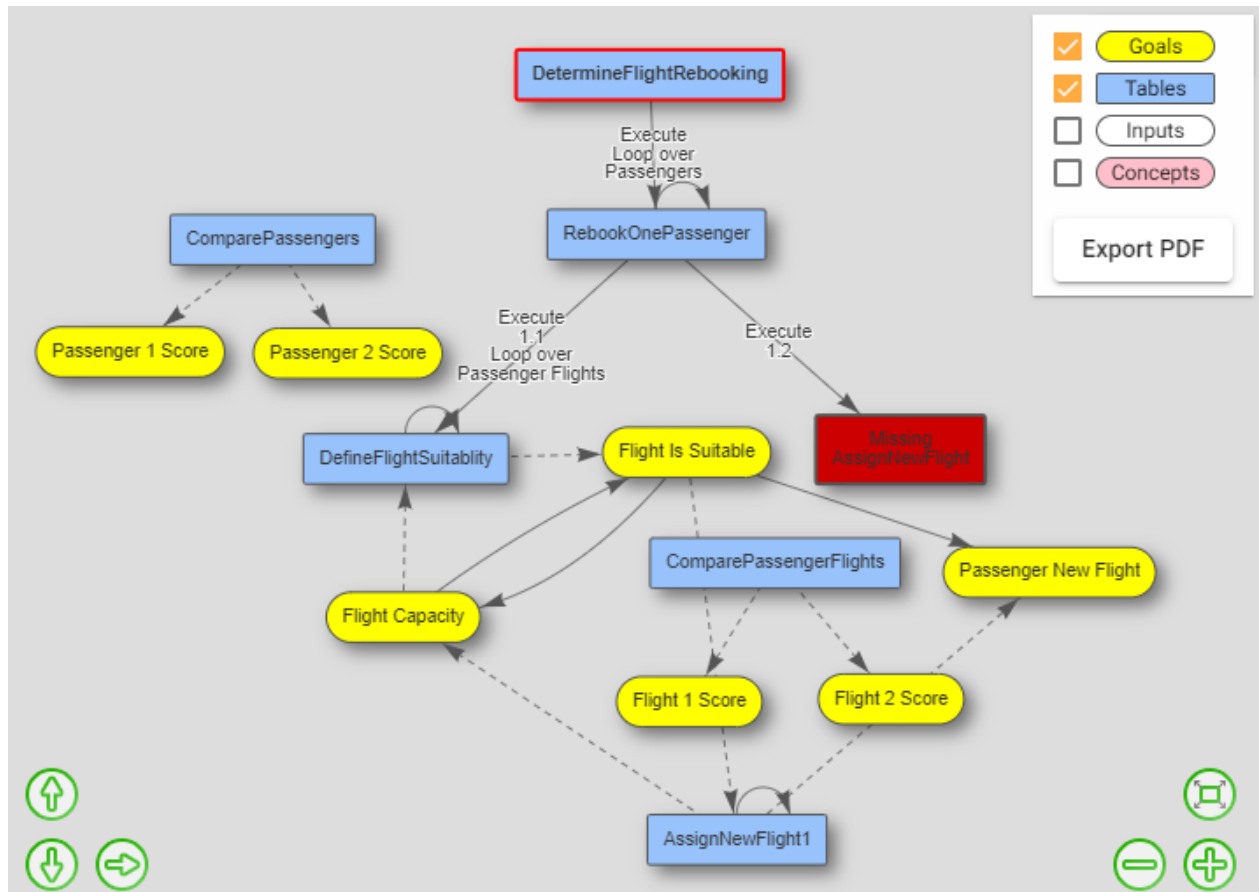 DetermineFlightRebooking
Goals
Tables
Inputs
Concepts
Export PDF
Execute
Loop over
Passengers
RebookOnePassenger
ComparePassengers
Passenger 1 Score
Passenger 2 Score
Execute
1.1
Loop over
Passenger Flights
Execute
1.2
DefineFlightSuitablity
Flight Is Suitable
Missing
AssignNewFlight
ComparePassengerFlights
Passenger New Flight
Flight Capacity
Flight 1 Score
Flight 2 Score
AssignNewFlight1